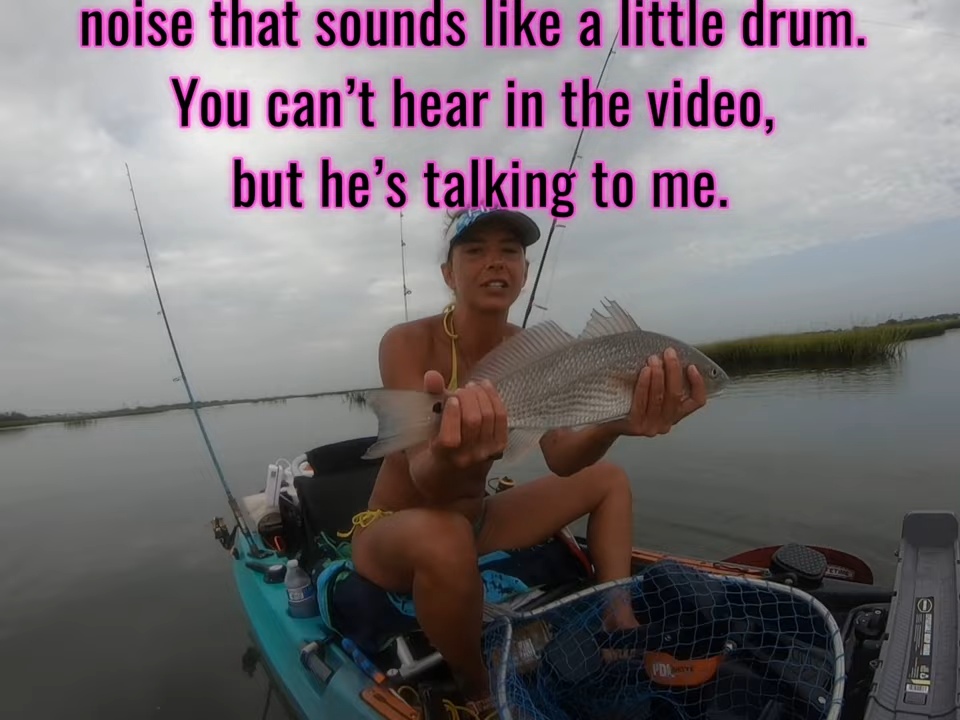 noise that sounds like a little drum.
You can't hear in the video,
but he's talking to me.